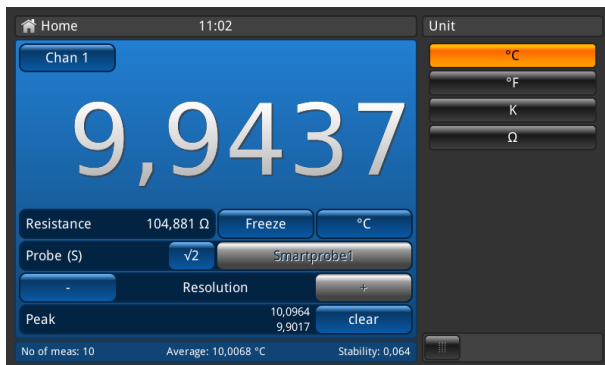 Home 11:02 Unit
Chan 1
°C
°F
K
Ω
9,9437
Resistance 104,881 Ω Freeze °C
Probe (S) √2 Smartprobe1
- Resolution +
Peak 10,0964 clear
9,9017
No of meas: 10 Average: 10,0068 °C Stability: 0,064